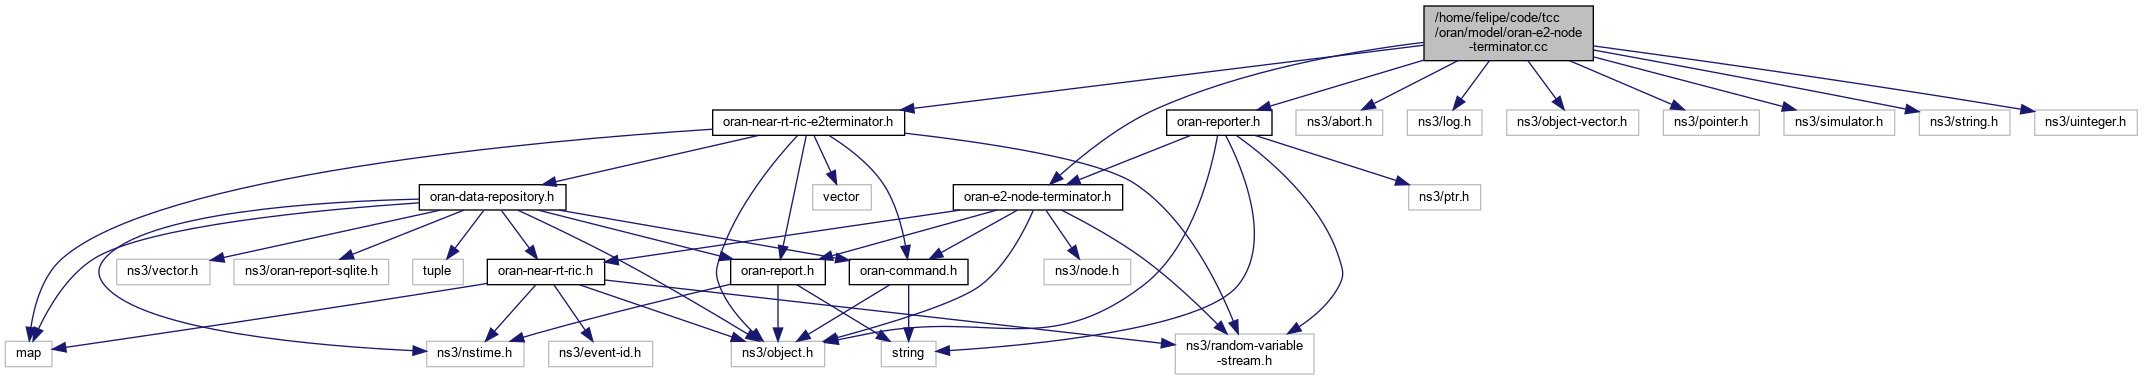 /home/felipe/code/tcc
/oran/model/oran-e2-node
-terminator.cc
oran-near-rt-ric-e2terminator.h
oran-reporter.h
ns3/abort.h
ns3/log.h
ns3/object-vector.h
ns3/pointer.h
ns3/simulator.h
ns3/string.h
ns3/uinteger.h
oran-data-repository.h
vector
oran-e2-node-terminator.h
ns3/ptr.h
ns3/vector.h
ns3/oran-report-sqlite.h
tuple
oran-near-rt-ric.h
oran-report.h
oran-command.h
ns3/node.h
map
ns3/nstime.h
ns3/event-id.h
ns3/object.h
string
ns3/random-variable
-stream.h